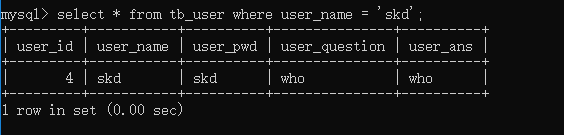 mysql> select * from tb_user where user_name = 'skd';
+---------+-----------+----------+---------------+----------+
| user_id | user_name | user_pwd | user_question | user_ans |
+---------+-----------+----------+---------------+----------+
|       4 | skd       | skd      | who           | who      |
+---------+-----------+----------+---------------+----------+
1 row in set (0.00 sec)